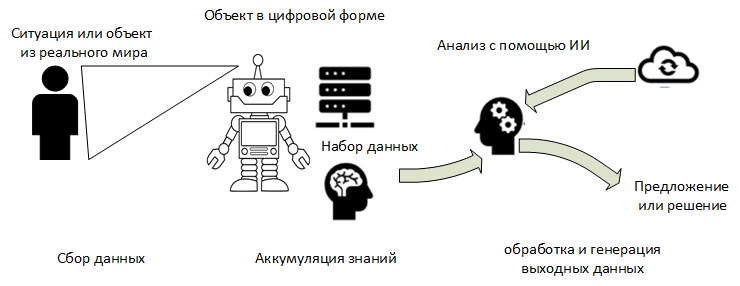 Ситуация или объект
из реального мира
Объект в цифровой форме
Анализ с помощью ИИ
Набор данных
Предложение
или решение
Сбор данных
Аккумуляция знаний
обработка и генерация
выходных данных